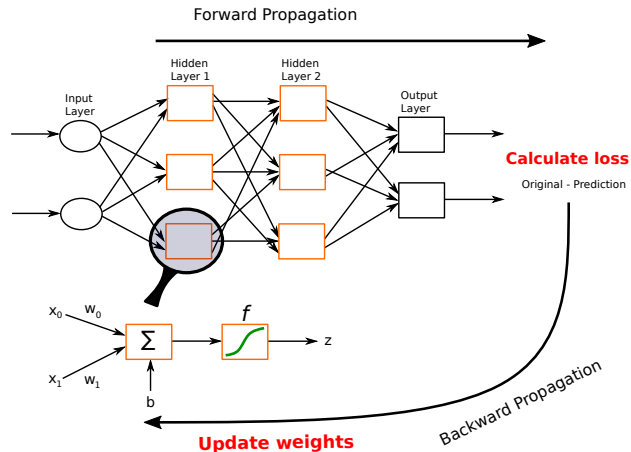 Forward Propagation
Hidden
Layer 1
Hidden
Layer 2
Input
Layer
Output
Layer
Calculate loss
Original - Prediction
x₀
w₀
f
Σ
z
x₁
w₁
b
Backward Propagation
Update weights